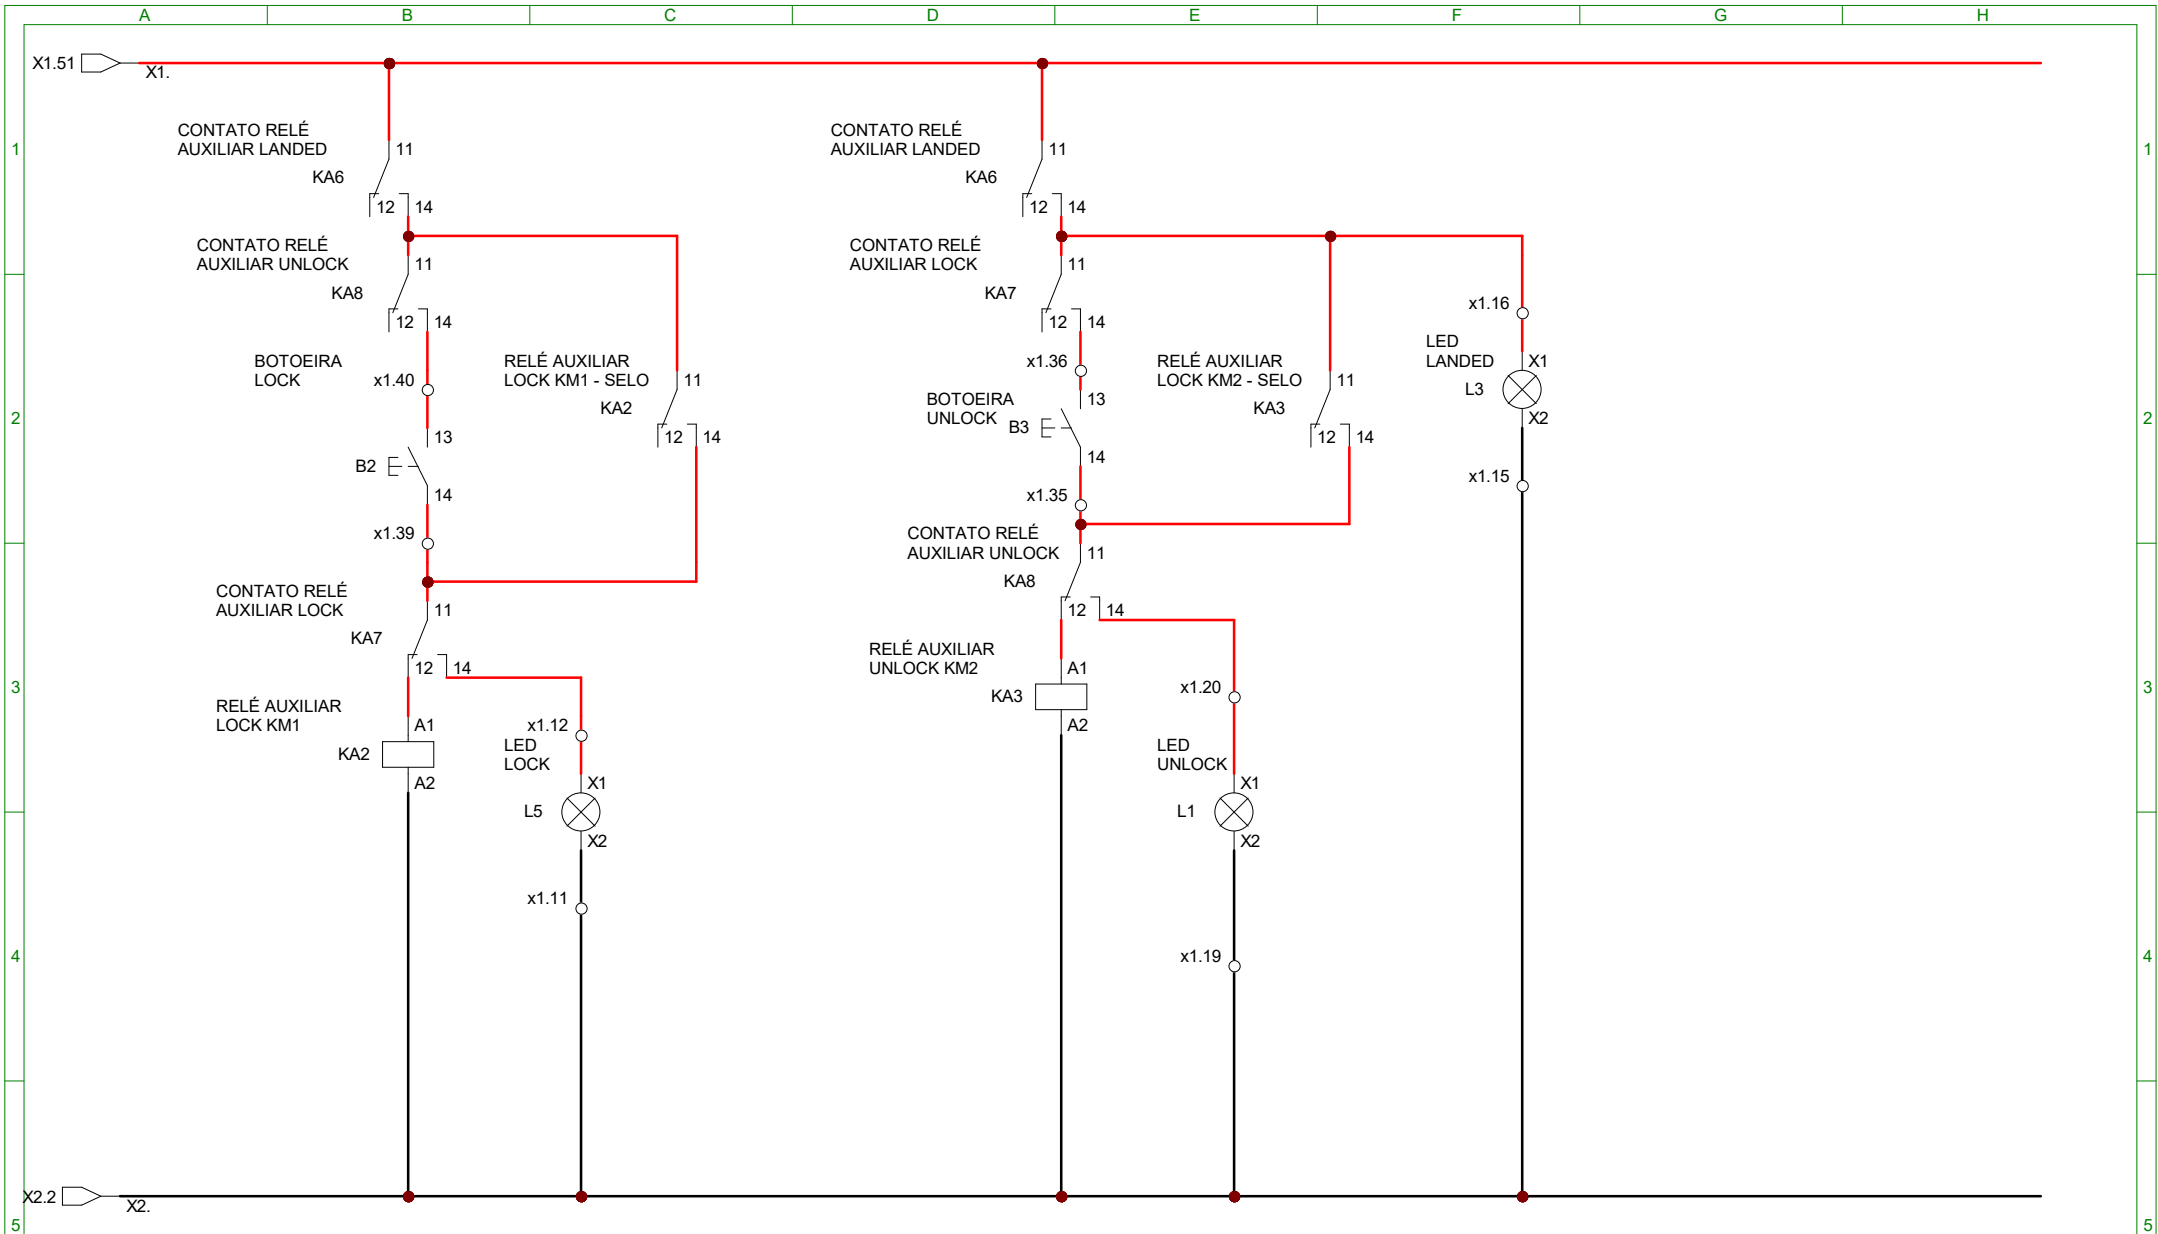 A B C D E F G H
X1.51 X1.
1 1
CONTATO RELÉ
AUXILIAR LANDED
KA6
11
12 14
CONTATO RELÉ
AUXILIAR UNLOCK
KA8
11
12 14
BOTOEIRA
LOCK
x1.40
13
B2
14
x1.39
RELÉ AUXILIAR
LOCK KM1 - SELO
KA2
11
12 14
CONTATO RELÉ
AUXILIAR LOCK
KA7
11
12 14
RELÉ AUXILIAR
LOCK KM1
KA2
A1
A2
x1.12
LED
LOCK
L5
X1
X2
x1.11
CONTATO RELÉ
AUXILIAR LANDED
KA6
11
12 14
CONTATO RELÉ
AUXILIAR LOCK
KA7
11
12 14
x1.36
BOTOEIRA
UNLOCK
B3
13
14
x1.35
RELÉ AUXILIAR
LOCK KM2 - SELO
KA3
11
12 14
CONTATO RELÉ
AUXILIAR UNLOCK
KA8
11
12 14
RELÉ AUXILIAR
UNLOCK KM2
KA3
A1
A2
x1.20
LED
UNLOCK
L1
X1
X2
x1.19
x1.16
LED
LANDED
L3
X1
X2
x1.15
2 2
3 3
4 4
X2.2 X2.
5 5